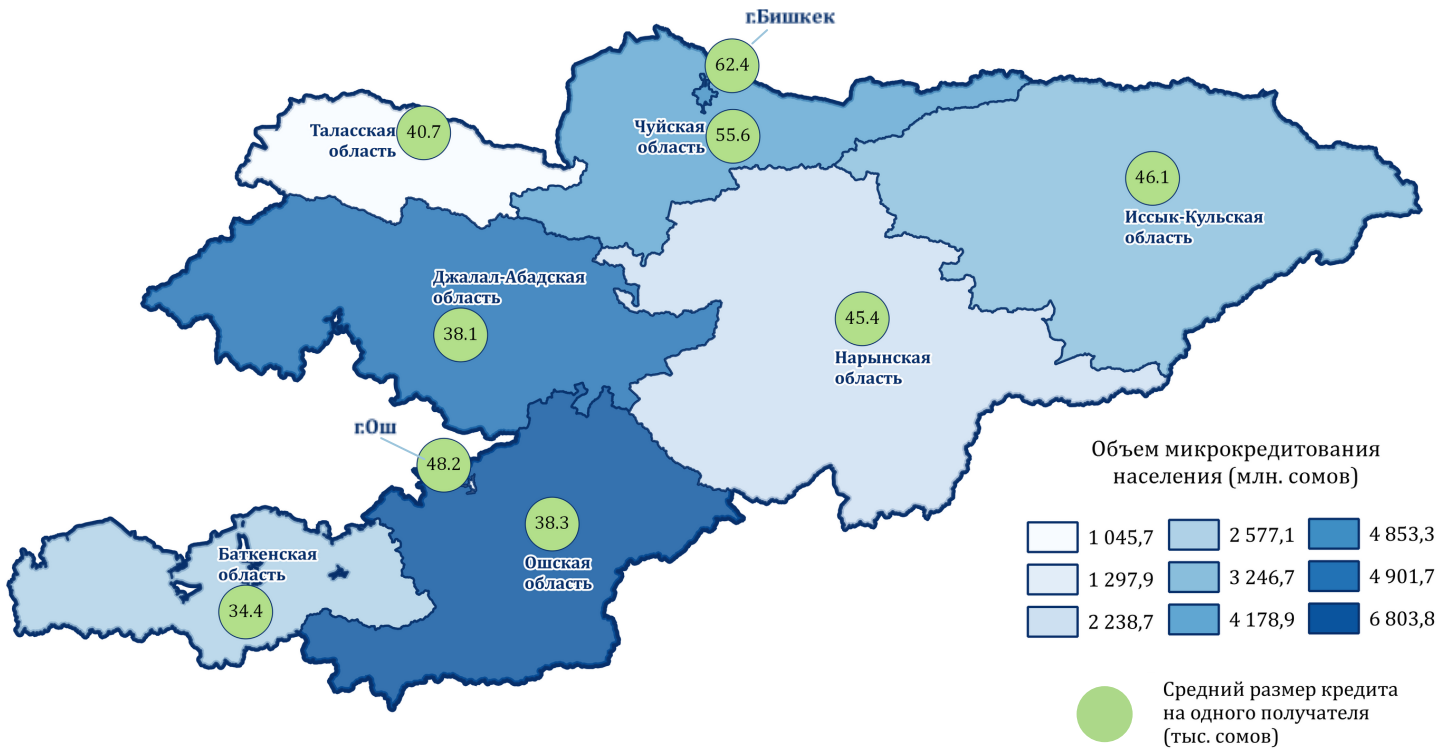 г.Бишкек
62.4
Таласская
область
40.7
Чуйская
область
55.6
46.1
Иссык-Кульская
область
Джалал-Абадская
область
38.1
45.4
Нарынская
область
г.Ош
48.2
38.3
Ошская
область
Баткенская
область
34.4
Объем микрокредитования
населения (млн. сомов)
1 045,7
1 297,9
2 238,7
2 577,1
3 246,7
4 178,9
4 853,3
4 901,7
6 803,8
Средний размер кредита
на одного получателя
(тыс. сомов)